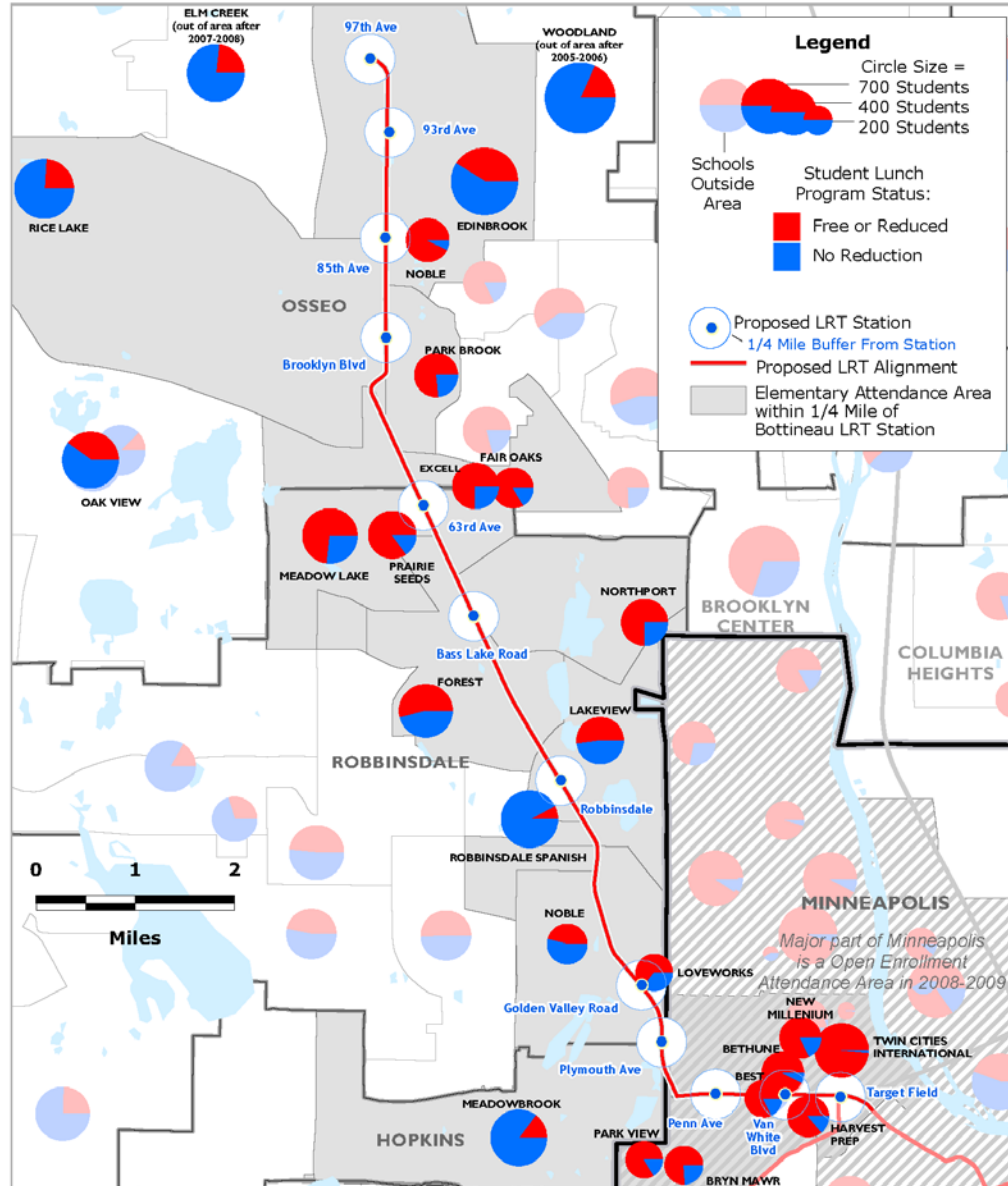 ELM CREEK
(out of area after
2007-2008)
97th Ave
WOODLAND
(out of area after
2005-2006)
Legend
Circle Size =
700 Students
400 Students
200 Students
Schools
Outside
Area
Student Lunch
Program Status:
Free or Reduced
No Reduction
Proposed LRT Station
1/4 Mile Buffer From Station
Proposed LRT Alignment
Elementary Attendance Area
within 1/4 Mile of
Bottineau LRT Station
93rd Ave
RICE LAKE
EDINBROOK
85th Ave
NOBLE
OSSEO
Brooklyn Blvd
PARK BROOK
OAK VIEW
EXCELL
FAIR OAKS
63rd Ave
MEADOW LAKE
PRAIRIE
SEEDS
NORTHPORT
BROOKLYN
CENTER
COLUMBIA
HEIGHTS
Bass Lake Road
FOREST
LAKEVIEW
ROBBINSDALE
Robbinsdale
ROBBINSDALE SPANISH
0 1 2
Miles
NOBLE
LOVEWORKS
Golden Valley Road
MINNEAPOLIS
Major part of Minneapolis
is a Open Enrollment
Attendance Area in 2008-2009
NEW
MILLENIUM
TWIN CITIES
INTERNATIONAL
BETHUNE
BEST
Plymouth Ave
Target Field
MEADOWBROOK
HOPKINS
Penn Ave
Van
White
Blvd
HARVEST
PREP
PARK VIEW
BRYN MAWR